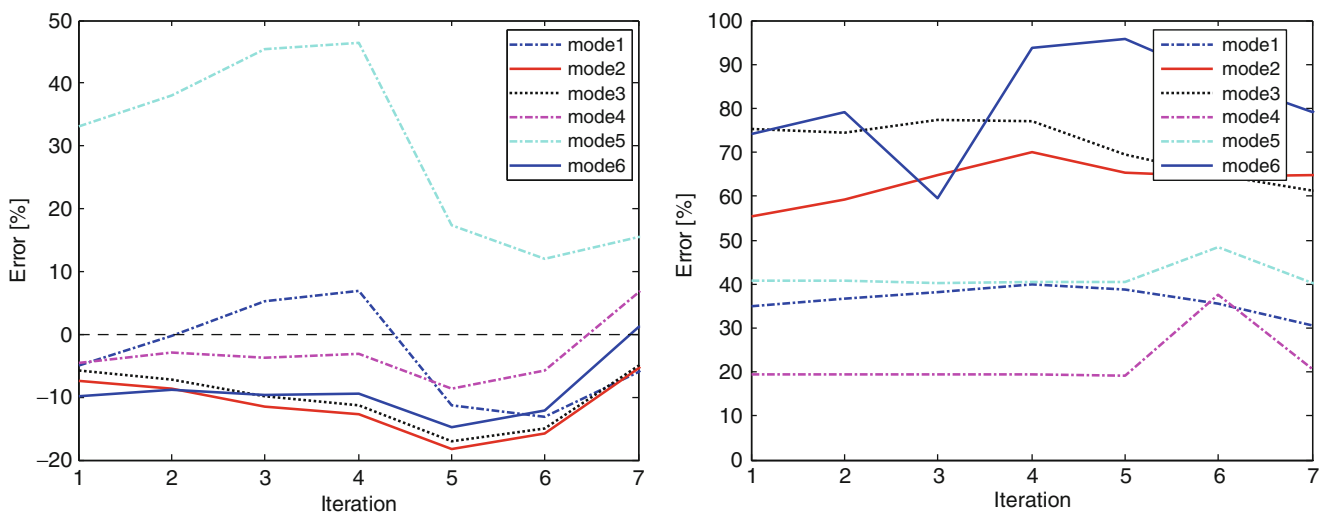 50
40
30
20
10
0
−10
−20
Error [%]
1 2 3 4 5 6 7
Iteration
mode1
mode2
mode3
mode4
mode5
mode6
100
90
80
70
60
50
40
30
20
10
0
Error [%]
1 2 3 4 5 6 7
Iteration
mode1
mode2
mode3
mode4
mode5
mode6